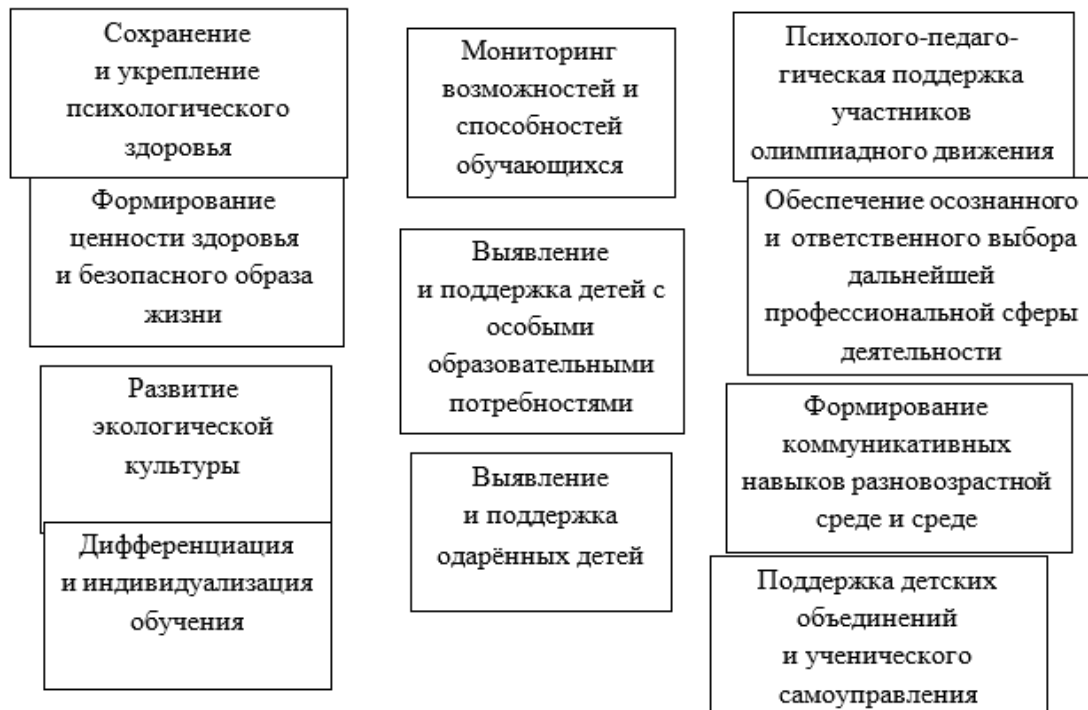 Сохранение
и укрепление
психологического
здоровья
Формирование
ценности здоровья
и безопасного образа
жизни
Развитие
экологической
культуры
Дифференциация
и индивидуализация
обучения
Мониторинг
возможностей и
способностей
обучающихся
Выявление
и поддержка детей с
особыми
образовательными
потребностями
Выявление
и поддержка
одарённых детей
Психолого-педаго-
гическая поддержка
участников
олимпиадного движения
Обеспечение осознанного
и ответственного выбора
дальнейшей
профессиональной сферы
деятельности
Формирование
коммуникативных
навыков разновозрастной
среде и среде
Поддержка детских
объединений
и ученического
самоуправления